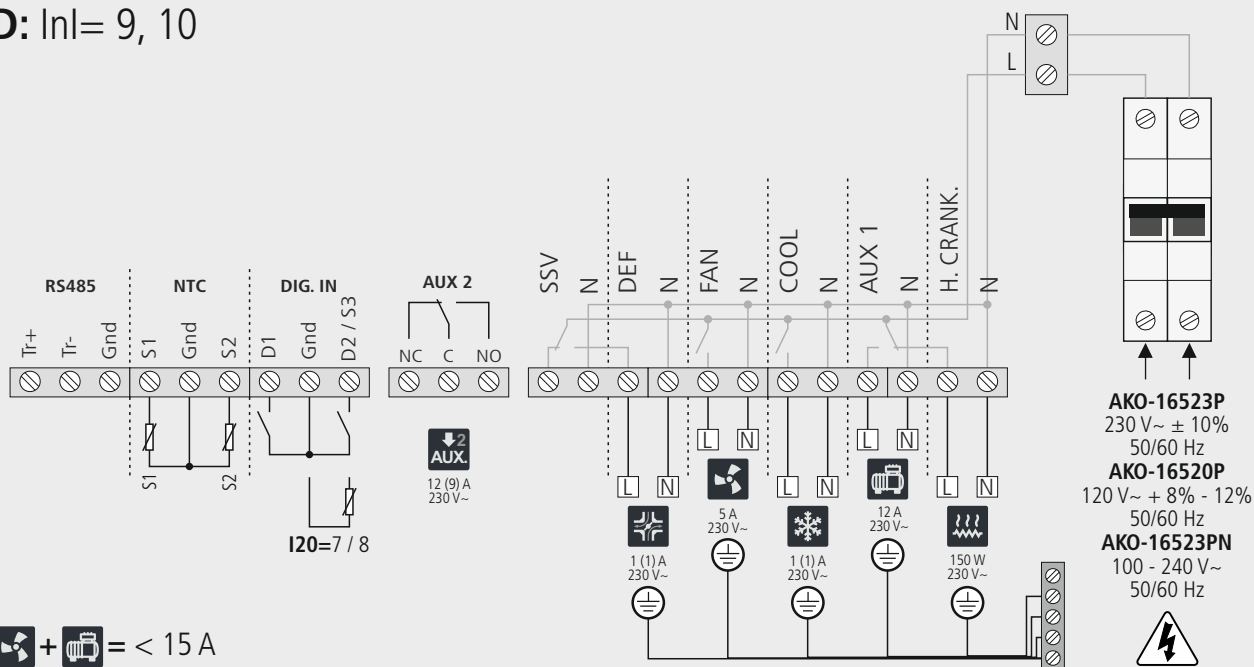 D: InI= 9, 10
N
L
RS485
NTC
DIG. IN
AUX 2
Tr+
Tr-
Gnd
S1
Gnd
S2
D1
Gnd
D2 / S3
NC C NO
SSV
N
DEF
N
FAN
N
COOL
N
AUX 1
N
H. CRANK.
N
S1
S2
I20=7 / 8
2
AUX.
12 (9) A
230 V~
L N
L N
L N
L N
L N
1 (1) A
230 V~
5 A
230 V~
1 (1) A
230 V~
12 A
230 V~
150 W
230 V~
AKO-16523P
230 V~ ± 10%
50/60 Hz
AKO-16520P
120 V~ + 8% - 12%
50/60 Hz
AKO-16523PN
100 - 240 V~
50/60 Hz
+ = < 15 A